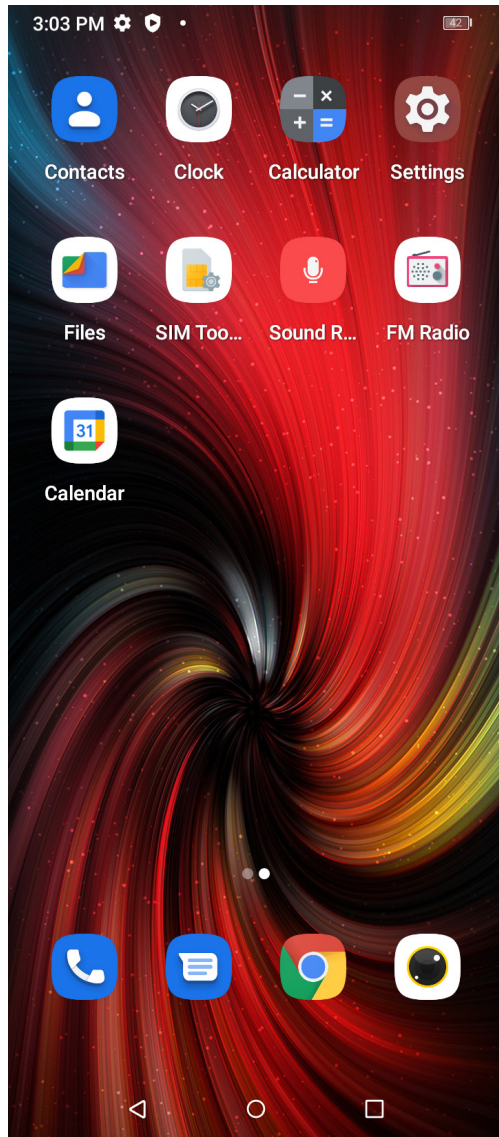 3:03 PM 42
Contacts Clock Calculator Settings
Files SIM Too... Sound R... FM Radio
31
Calendar